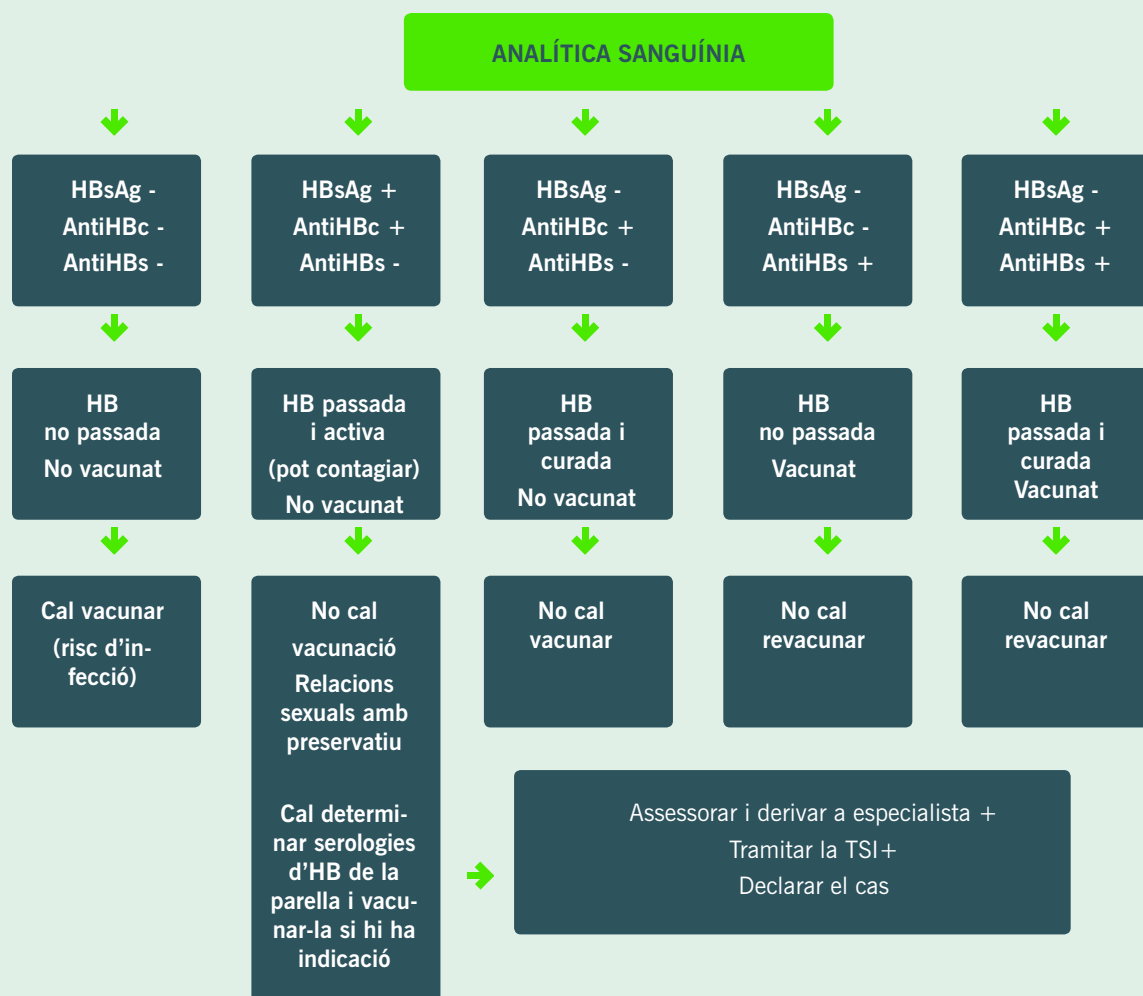 ANALÍTICA SANGUÍNIA
HBsAg -
AntiHBc -
AntiHBs -
HBsAg +
AntiHBc +
AntiHBs -
HBsAg -
AntiHBc +
AntiHBs -
HBsAg -
AntiHBc -
AntiHBs +
HBsAg -
AntiHBc +
AntiHBs +
HB
no passada
No vacunat
HB passada
i activa
(pot contagiar)
No vacunat
HB
passada i
curada
No vacunat
HB
no passada
Vacunat
HB
passada i
curada
Vacunat
Cal vacunar
(risc d'in-
fecció)
No cal
vacunació
Relacions
sexuals amb
preservatiu
Cal determi-
nar serologies
d'HB de la
parella i vacu-
nar-la si hi ha
indicació
No cal
vacunar
No cal
revacunar
No cal
revacunar
Assessorar i derivar a especialista +
Tramitar la TSI+
Declarar el cas